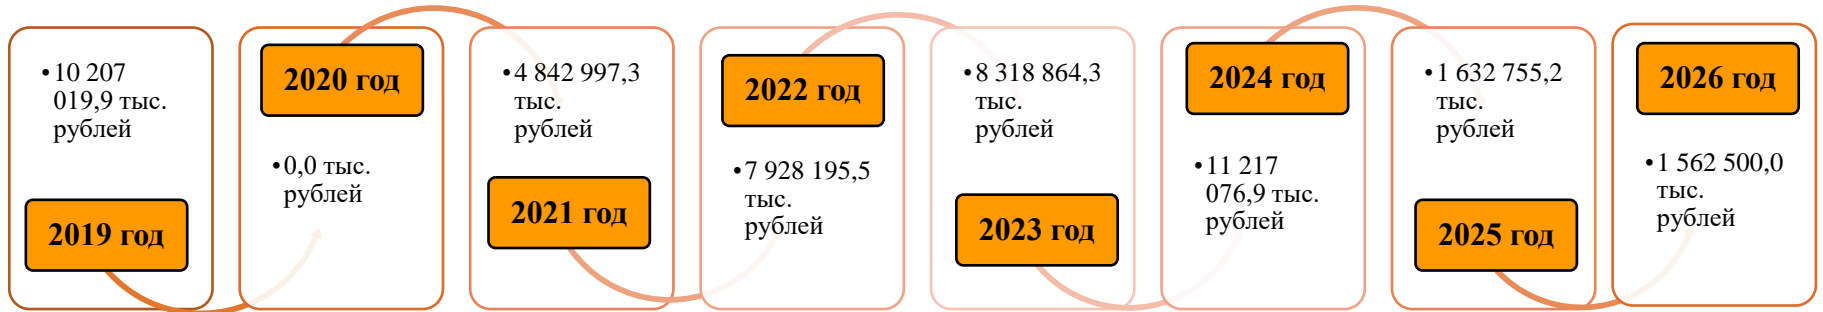 •10 207
019,9 тыс.
рублей
2019 год
2020 год
•0,0 тыс.
рублей
•4 842 997,3
тыс.
рублей
2021 год
2022 год
•7 928 195,5
тыс.
рублей
•8 318 864,3
тыс.
рублей
2023 год
2024 год
•11 217
076,9 тыс.
рублей
•1 632 755,2
тыс.
рублей
2025 год
2026 год
•1 562 500,0
тыс.
рублей